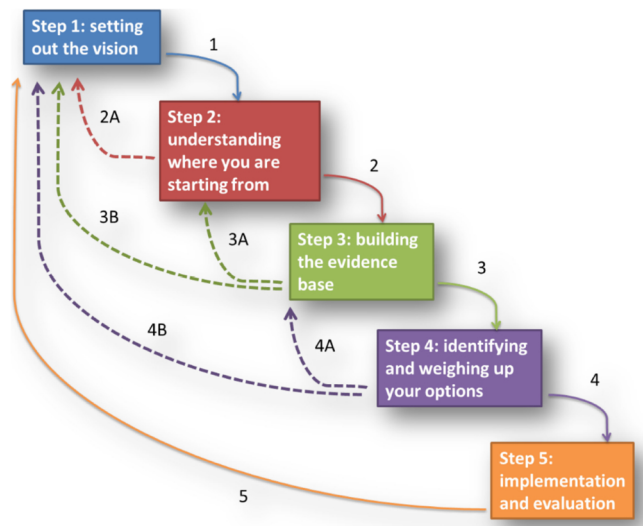 Step 1: setting
out the vision
1
2A
Step 2:
understanding
where you are
starting from
2
3B
3A
Step 3: building
the evidence
base
3
4B
4A
Step 4: identifying
and weighing up
your options
4
5
Step 5:
implementation
and evaluation